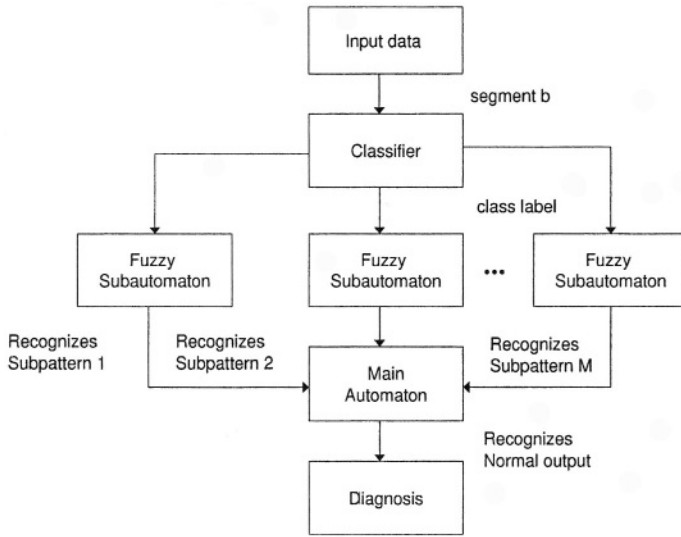 Input data
segment b
Classifier
class label
Fuzzy
Subautomaton
Fuzzy
Subautomaton
•••
Fuzzy
Subautomaton
Recognizes
Subpattern 1
Recognizes
Subpattern 2
Main
Automaton
Recognizes
Subpattern M
Recognizes
Normal output
Diagnosis